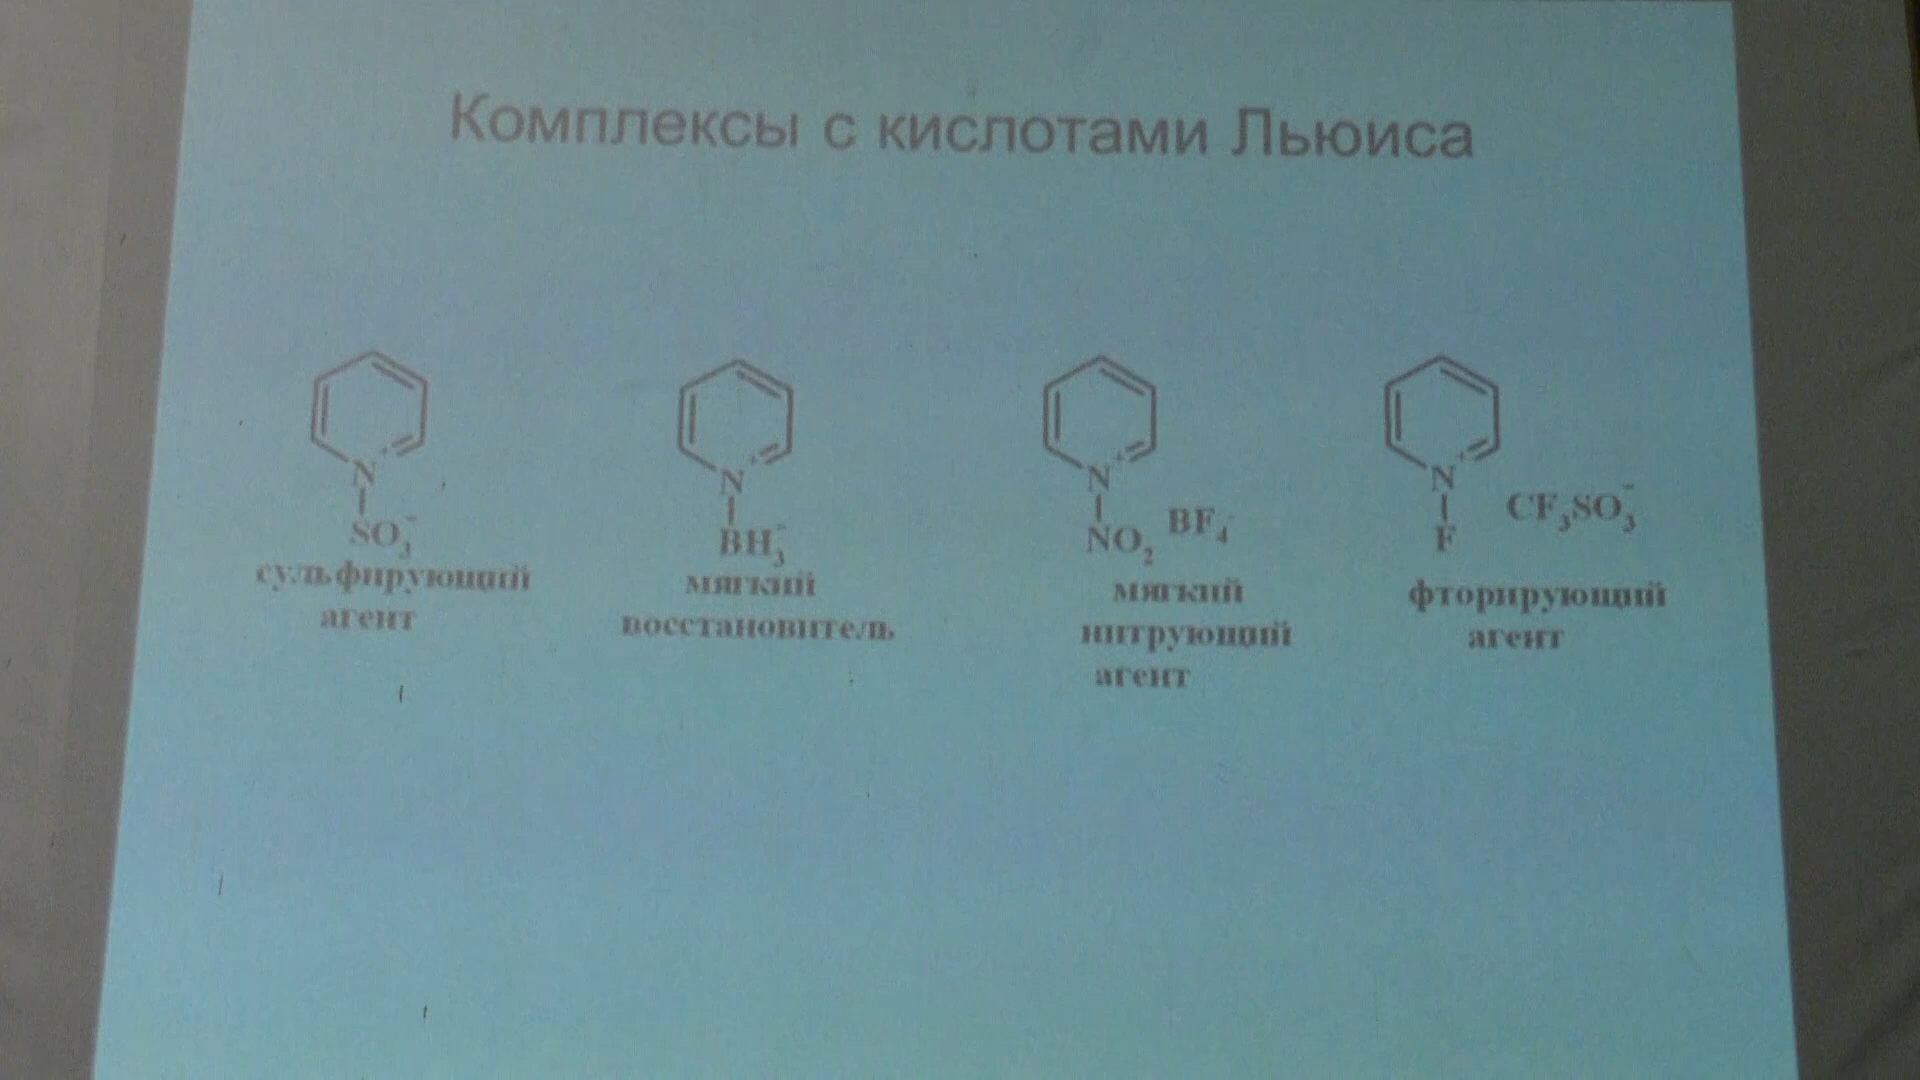 Комплексы с кислотами Льюиса
N⁺
SO₃⁻
сульфирующий
агент
N⁺
BH₃⁻
мягкий
восстановитель
N⁺
NO₂ BF₄⁻
мягкий
нитрующий
агент
N⁺
F CF₃SO₃⁻
фторирующий
агент